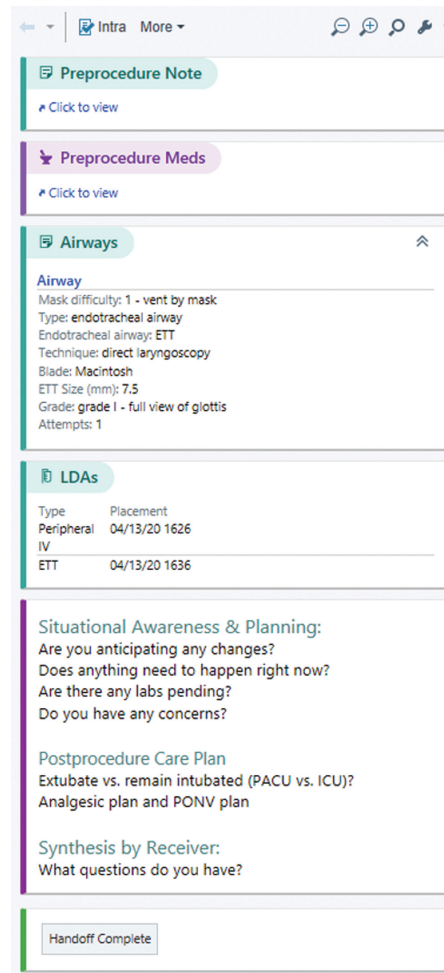 Intra More
Preprocedure Note
Click to view
Preprocedure Meds
Click to view
Airways
Airway
Mask difficulty: 1 - vent by mask
Type: endotracheal airway
Endotracheal airway: ETT
Technique: direct laryngoscopy
Blade: Macintosh
ETT Size (mm): 7.5
Grade: grade I - full view of glottis
Attempts: 1
LDAs
Type Placement
Peripheral 04/13/20 1626
IV
ETT 04/13/20 1636
Situational Awareness & Planning:
Are you anticipating any changes?
Does anything need to happen right now?
Are there any labs pending?
Do you have any concerns?
Postprocedure Care Plan
Extubate vs. remain intubated (PACU vs. ICU)?
Analgesic plan and PONV plan
Synthesis by Receiver:
What questions do you have?
Handoff Complete